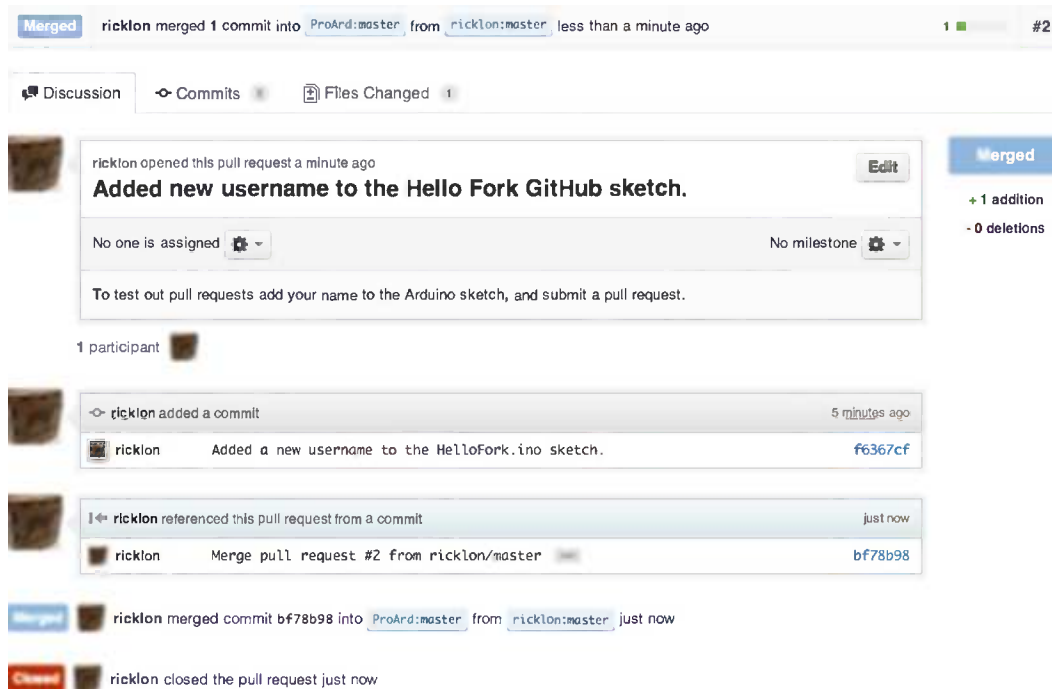 Merged ricklon merged 1 commit into ProArd:master from ricklon:master less than a minute ago 1 #2
Discussion Commits Files Changed 1
ricklon opened this pull request a minute ago Edit
Added new username to the Hello Fork GitHub sketch.
Merged
+ 1 addition
- 0 deletions
No one is assigned No milestone
To test out pull requests add your name to the Arduino sketch, and submit a pull request.
1 participant
ricklon added a commit 5 minutes ago
ricklon Added a new username to the HelloFork.ino sketch. f6367cf
ricklon referenced this pull request from a commit just now
ricklon Merge pull request #2 from ricklon/master bf78b98
Merged ricklon merged commit bf78b98 into ProArd:master from ricklon:master just now
Closed ricklon closed the pull request just now